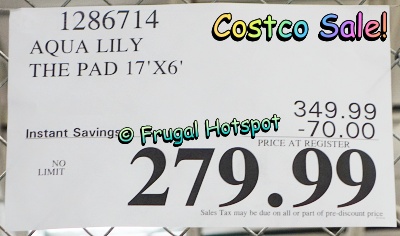 1286714
Costco Sale!
AQUA LILY
THE PAD 17'X6'
349.99
Instant Savings -70.00
© Frugal Hotspot
PRICE AT REGISTER
NO
LIMIT
279.99
Sales Tax may be due on all or part of pre-discount price